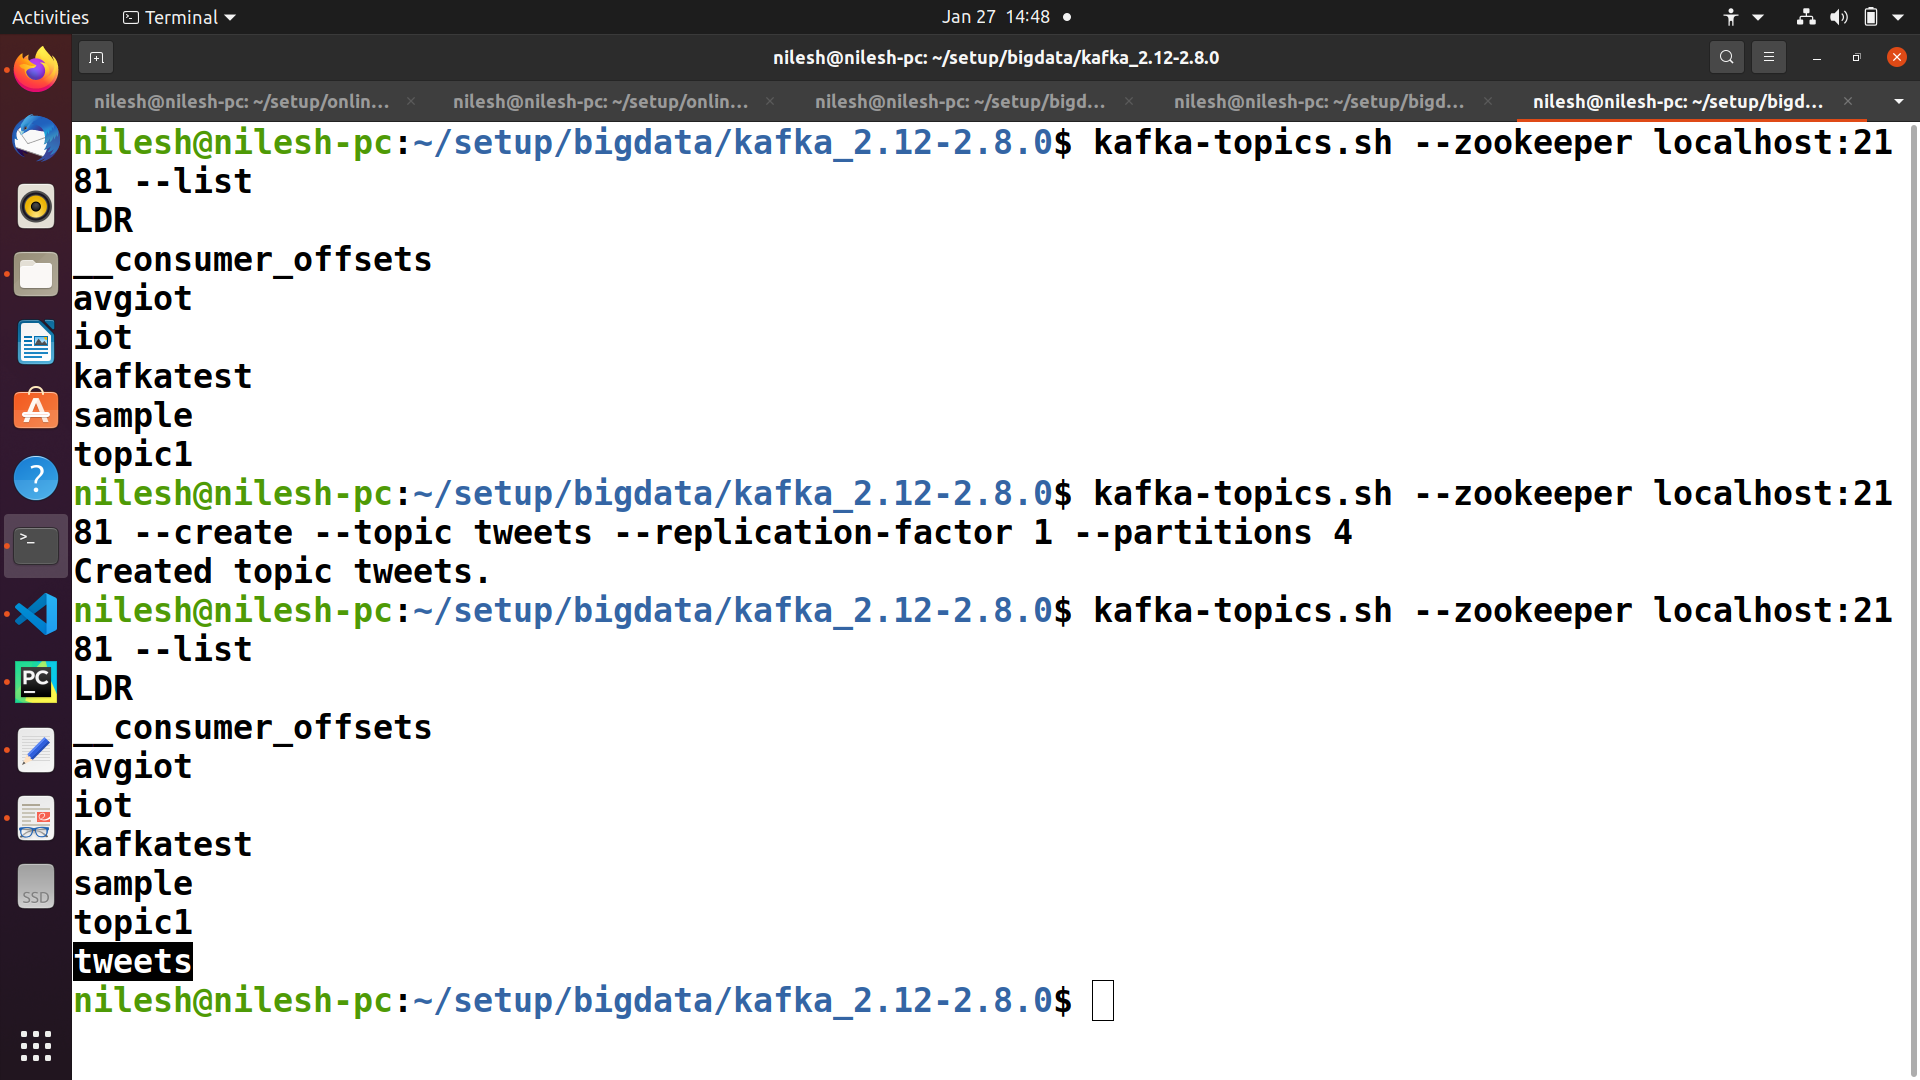 Activities Terminal Jan 27 14:48
nilesh@nilesh-pc: ~/setup/bigdata/kafka_2.12-2.8.0
nilesh@nilesh-pc: ~/setup/onlin... nilesh@nilesh-pc: ~/setup/onlin... nilesh@nilesh-pc: ~/setup/bigd... nilesh@nilesh-pc: ~/setup/bigd... nilesh@nilesh-pc: ~/setup/bigd...
nilesh@nilesh-pc:~/setup/bigdata/kafka_2.12-2.8.0$ kafka-topics.sh --zookeeper localhost:21
81 --list
LDR
__consumer_offsets
avgiot
iot
kafkatest
sample
topic1
nilesh@nilesh-pc:~/setup/bigdata/kafka_2.12-2.8.0$ kafka-topics.sh --zookeeper localhost:21
81 --create --topic tweets --replication-factor 1 --partitions 4
Created topic tweets.
nilesh@nilesh-pc:~/setup/bigdata/kafka_2.12-2.8.0$ kafka-topics.sh --zookeeper localhost:21
81 --list
LDR
__consumer_offsets
avgiot
iot
kafkatest
sample
topic1
tweets
nilesh@nilesh-pc:~/setup/bigdata/kafka_2.12-2.8.0$
PC
SSD